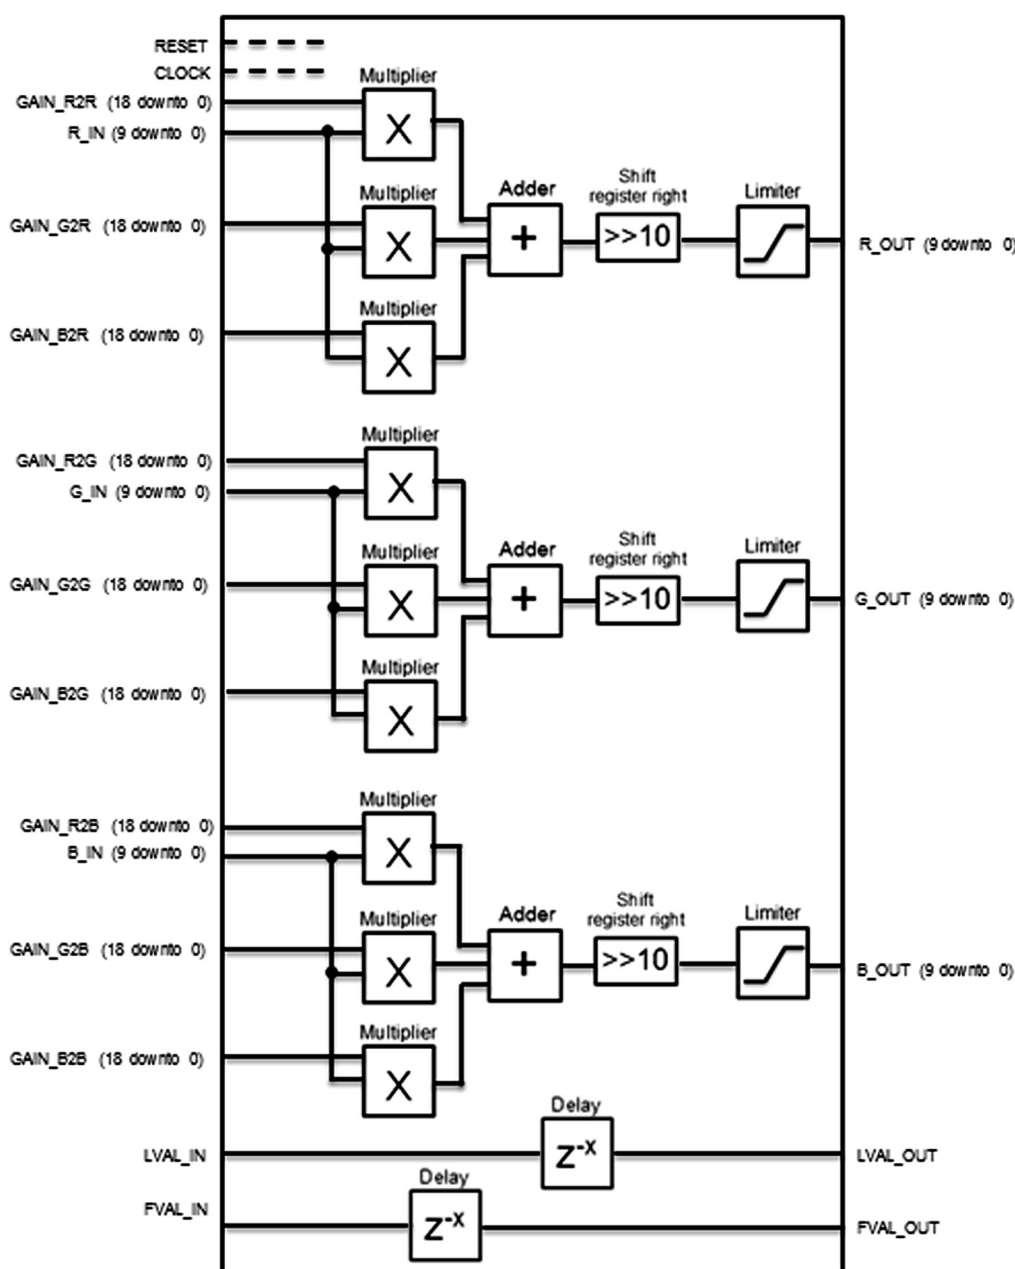 RESET
CLOCK
Multiplier
GAIN_R2R (18 downto 0)
X
R_IN (9 downto 0)
Multiplier
Adder
Shift
register right
Limiter
GAIN_G2R (18 downto 0)
X
+
>>10
R_OUT (9 downto 0)
Multiplier
GAIN_B2R (18 downto 0)
X
Multiplier
GAIN_R2G (18 downto 0)
X
G_IN (9 downto 0)
Multiplier
Adder
Shift
register right
Limiter
GAIN_G2G (18 downto 0)
X
+
>>10
G_OUT (9 downto 0)
Multiplier
GAIN_B2G (18 downto 0)
X
Multiplier
GAIN_R2B (18 downto 0)
X
B_IN (9 downto 0)
Multiplier
Adder
Shift
register right
Limiter
GAIN_G2B (18 downto 0)
X
+
>>10
B_OUT (9 downto 0)
Multiplier
GAIN_B2B (18 downto 0)
X
Delay
LVAL_IN
Z-X
LVAL_OUT
Delay
FVAL_IN
Z-X
FVAL_OUT